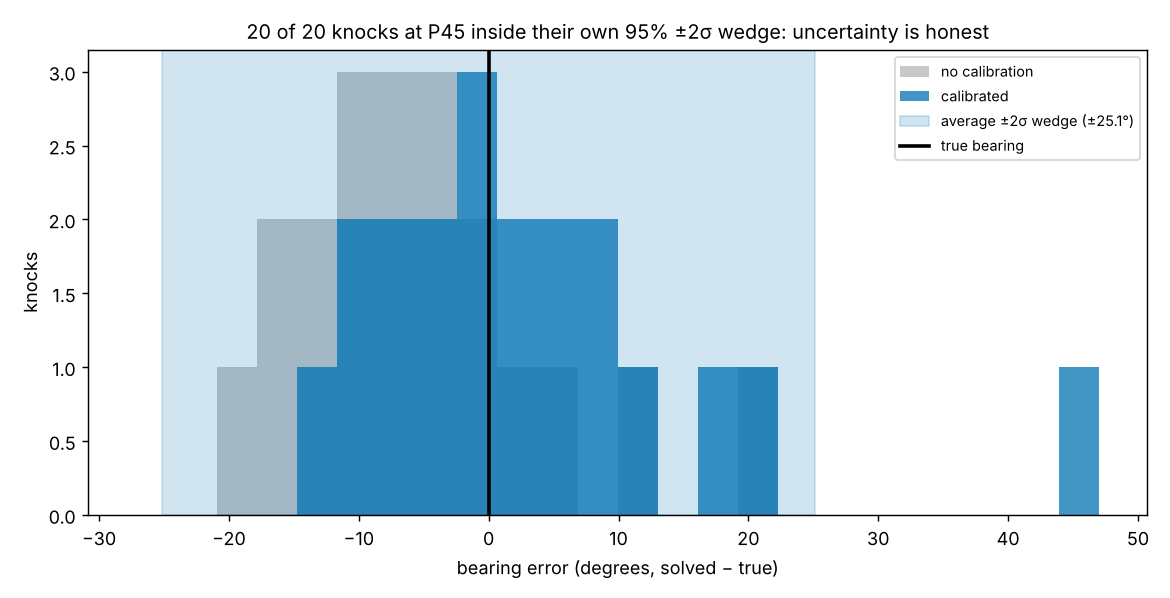 20 of 20 knocks at P45 inside their own 95% ±2σ wedge: uncertainty is honest
no calibration
calibrated
average ±2σ wedge (±25.1°)
true bearing
knocks
3.0
2.5
2.0
1.5
1.0
0.5
0.0
−30 −20 −10 0 10 20 30 40 50
bearing error (degrees, solved − true)